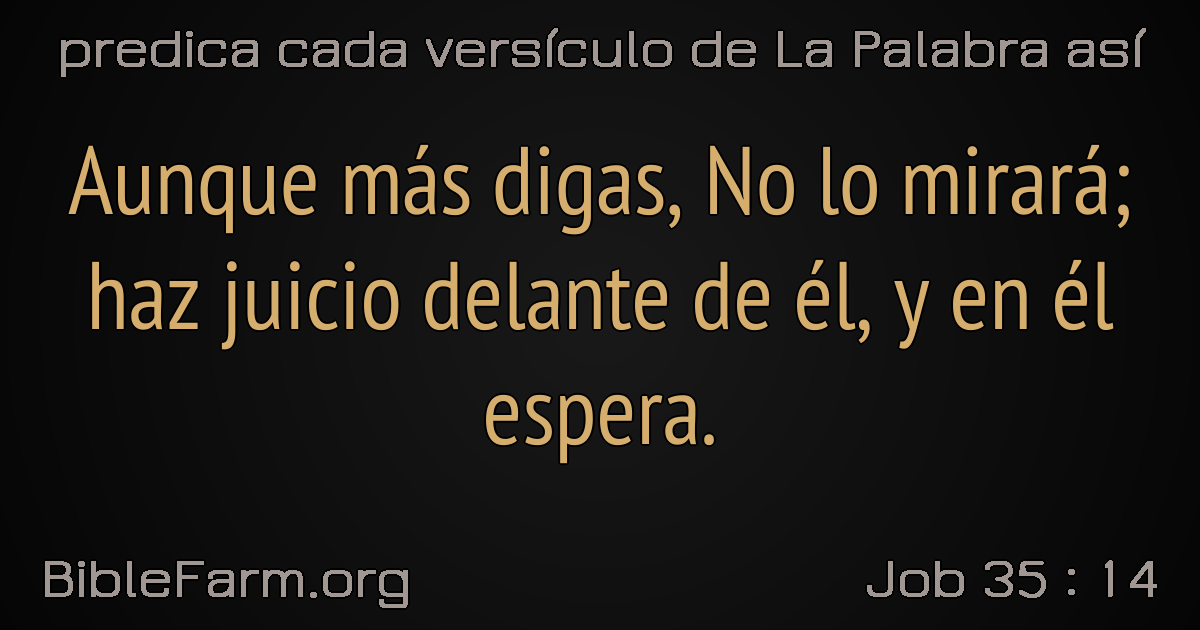 predica cada versículo de La Palabra así
Aunque más digas, No lo mirará;
haz juicio delante de él, y en él
espera.
BibleFarm.org
Job 35 : 14